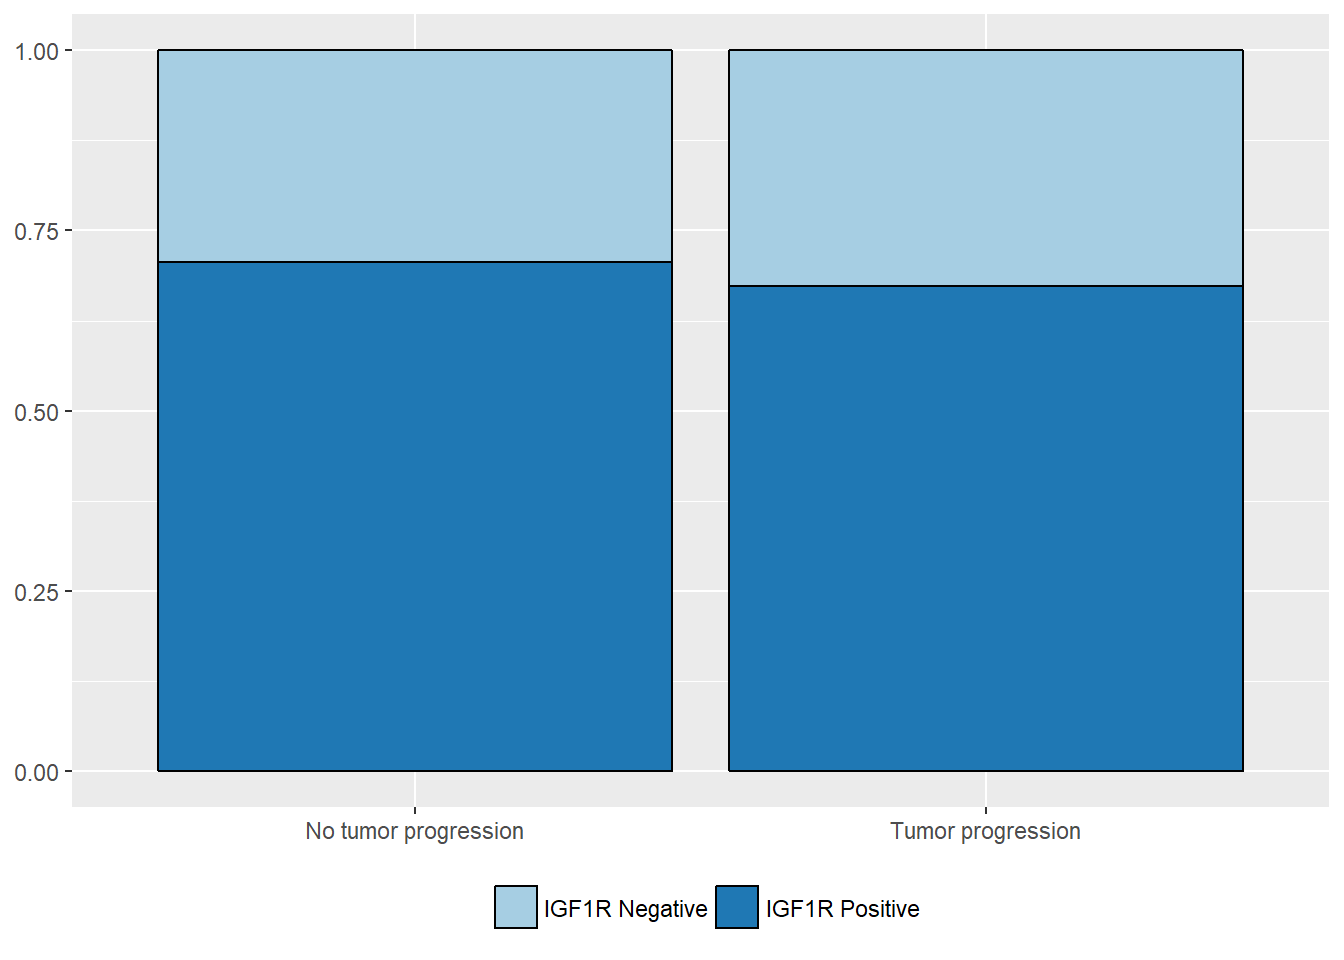 1.00
0.75
0.50
0.25
0.00
No tumor progression
Tumor progression
IGF1R Negative
IGF1R Positive